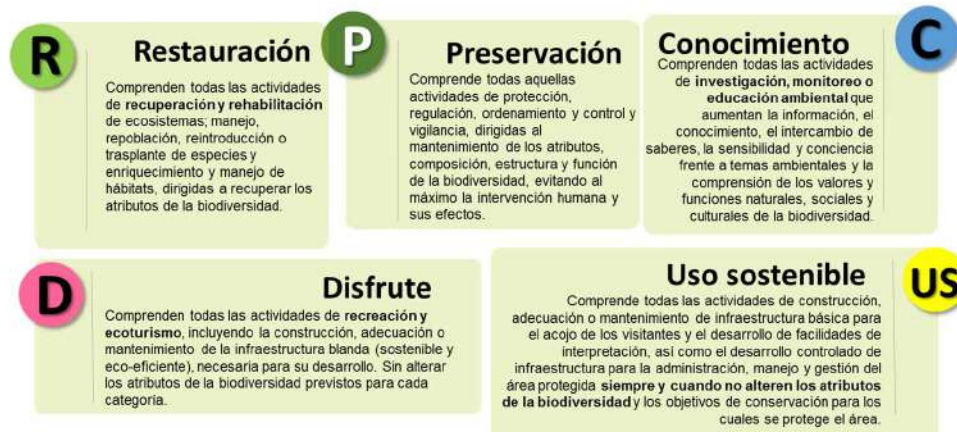 R
Restauración
Comprenden todas las actividades
de recuperación y rehabilitación
de ecosistemas; manejo,
repoblación, reintroducción o
trasplante de especies y
enriquecimiento y manejo de
hábitats, dirigidas a recuperar los
atributos de la biodiversidad.
P
Preservación
Comprende todas aquellas
actividades de protección,
regulación, ordenamiento y control y
vigilancia, dirigidas al
mantenimiento de los atributos,
composición, estructura y función
de la biodiversidad, evitando al
máximo la intervención humana y
sus efectos.
Conocimiento
C
Comprenden todas las actividades
de investigación, monitoreo o
educación ambiental que
aumentan la información, el
conocimiento, el intercambio de
saberes, la sensibilidad y conciencia
frente a temas ambientales y la
comprensión de los valores y
funciones naturales, sociales y
culturales de la biodiversidad.
D
Disfrute
Comprenden todas las actividades de recreación y
ecoturismo, incluyendo la construcción, adecuación o
mantenimiento de la infraestructura blanda (sostenible y
eco-eficiente), necesaria para su desarrollo. Sin alterar
los atributos de la biodiversidad previstos para cada
categoría.
Uso sostenible
US
Comprende todas las actividades de construcción,
adecuación o mantenimiento de infraestructura básica para
el acojo de los visitantes y el desarrollo de facilidades de
interpretación, así como el desarrollo controlado de
infraestructura para la administración, manejo y gestión del
área protegida siempre y cuando no alteren los atributos
de la biodiversidad y los objetivos de conservación para los
cuales se protege el área.